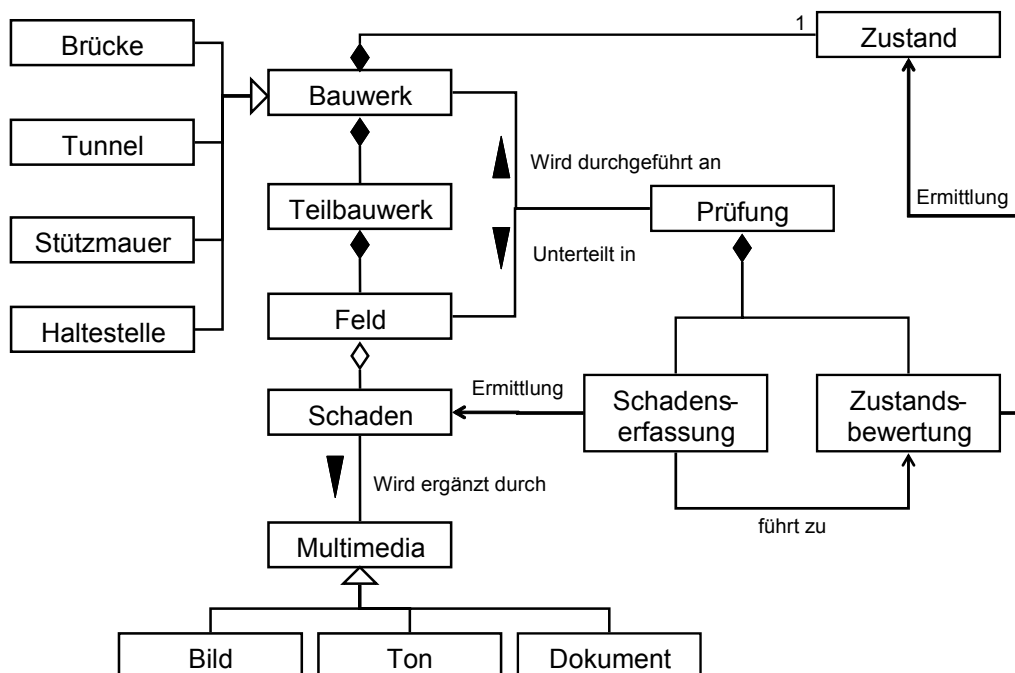 Brücke
1
Zustand
Bauwerk
Tunnel
Wird durchgeführt an
Ermittlung
Teilbauwerk
Prüfung
Stützmauer
Unterteilt in
Feld
Haltestelle
Ermittlung
Schaden
Schadens-
erfassung
Zustands-
bewertung
Wird ergänzt durch
führt zu
Multimedia
Bild
Ton
Dokument